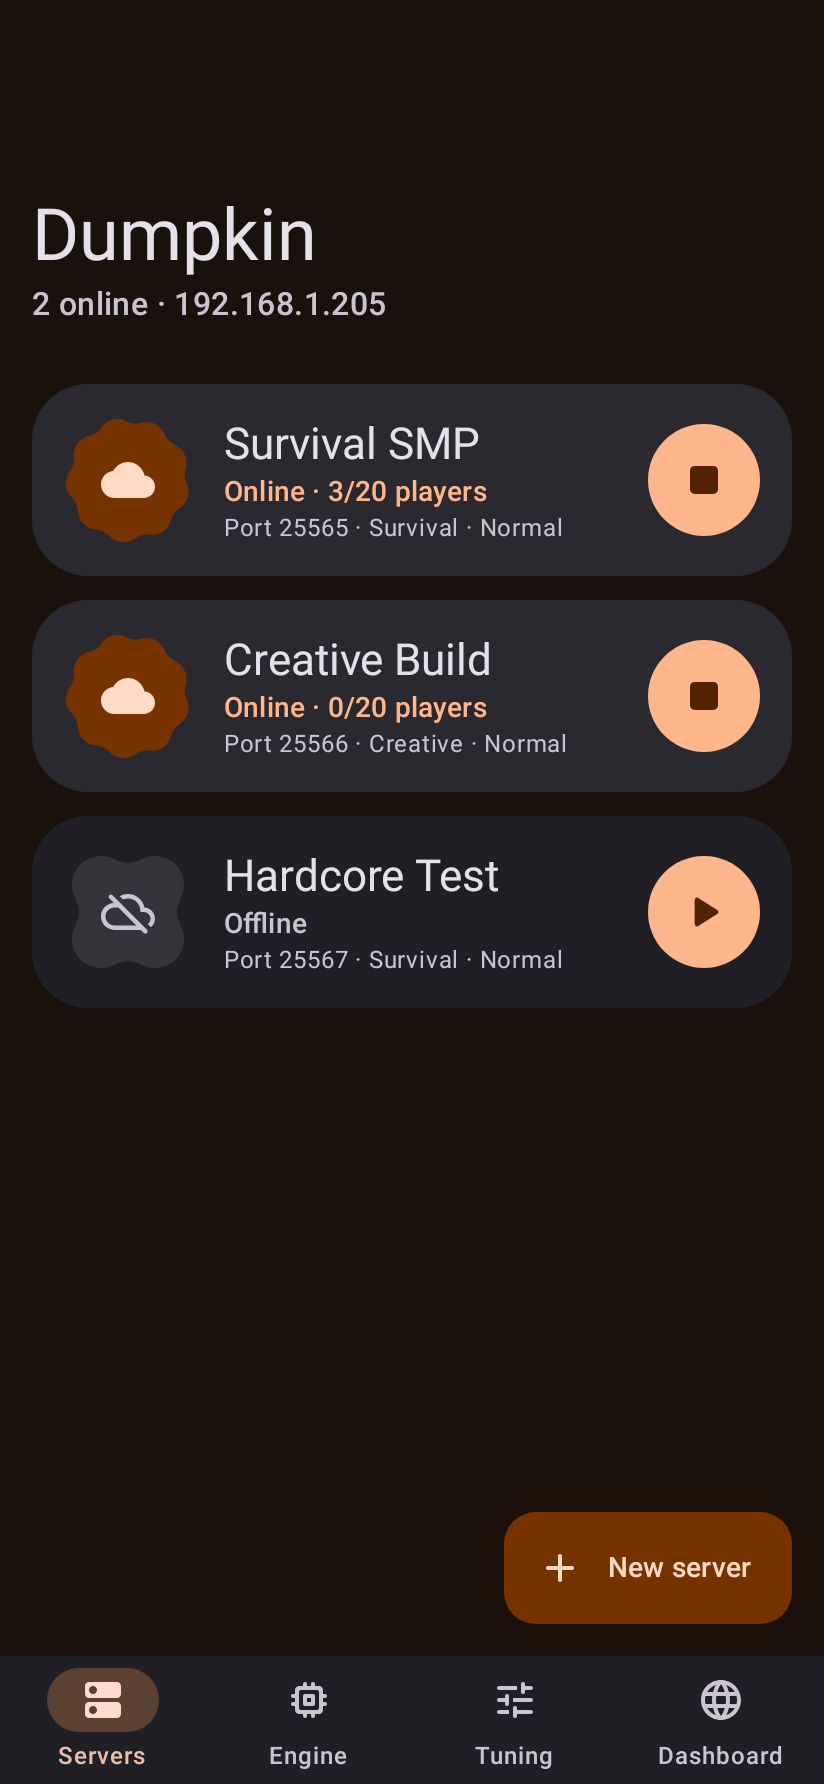 Dumpkin
2 online · 192.168.1.205
Survival SMP
Online · 3/20 players
Port 25565 · Survival · Normal
Creative Build
Online · 0/20 players
Port 25566 · Creative · Normal
Hardcore Test
Offline
Port 25567 · Survival · Normal
New server
Servers
Engine
Tuning
Dashboard